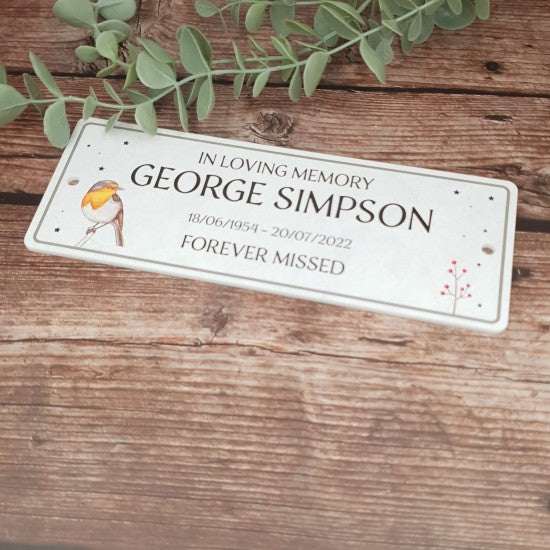 IN LOVING MEMORY
GEORGE SIMPSON
18/06/1954 - 20/07/2022
FOREVER MISSED